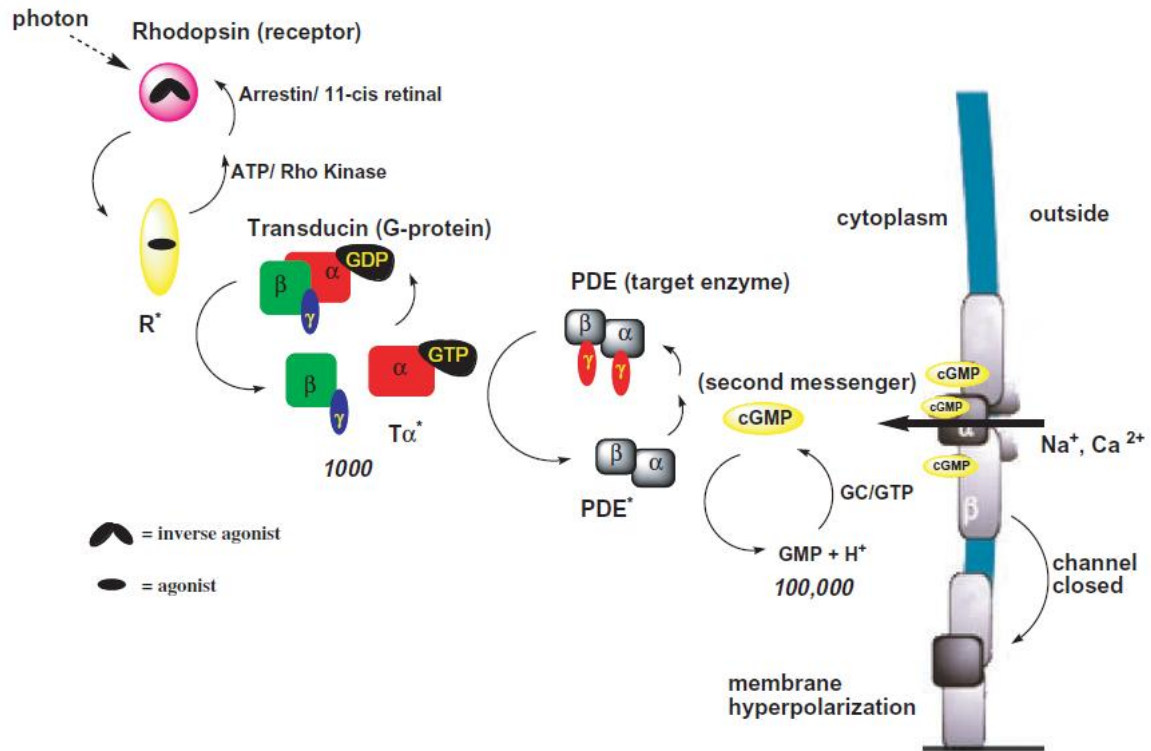 photon
Rhodopsin (receptor)
Arrestin/ 11-cis retinal
ATP/ Rho Kinase
R*
Transducin (G-protein)
β
α
GDP
γ
β
γ
α
GTP
Tα*
1000
PDE (target enzyme)
β
α
γ
γ
β
α
PDE*
(second messenger)
cGMP
GC/GTP
GMP + H⁺
100,000
cytoplasm
outside
cGMP
cGMP
α
cGMP
β
Na⁺, Ca ²⁺
channel
closed
membrane
hyperpolarization
= inverse agonist
= agonist